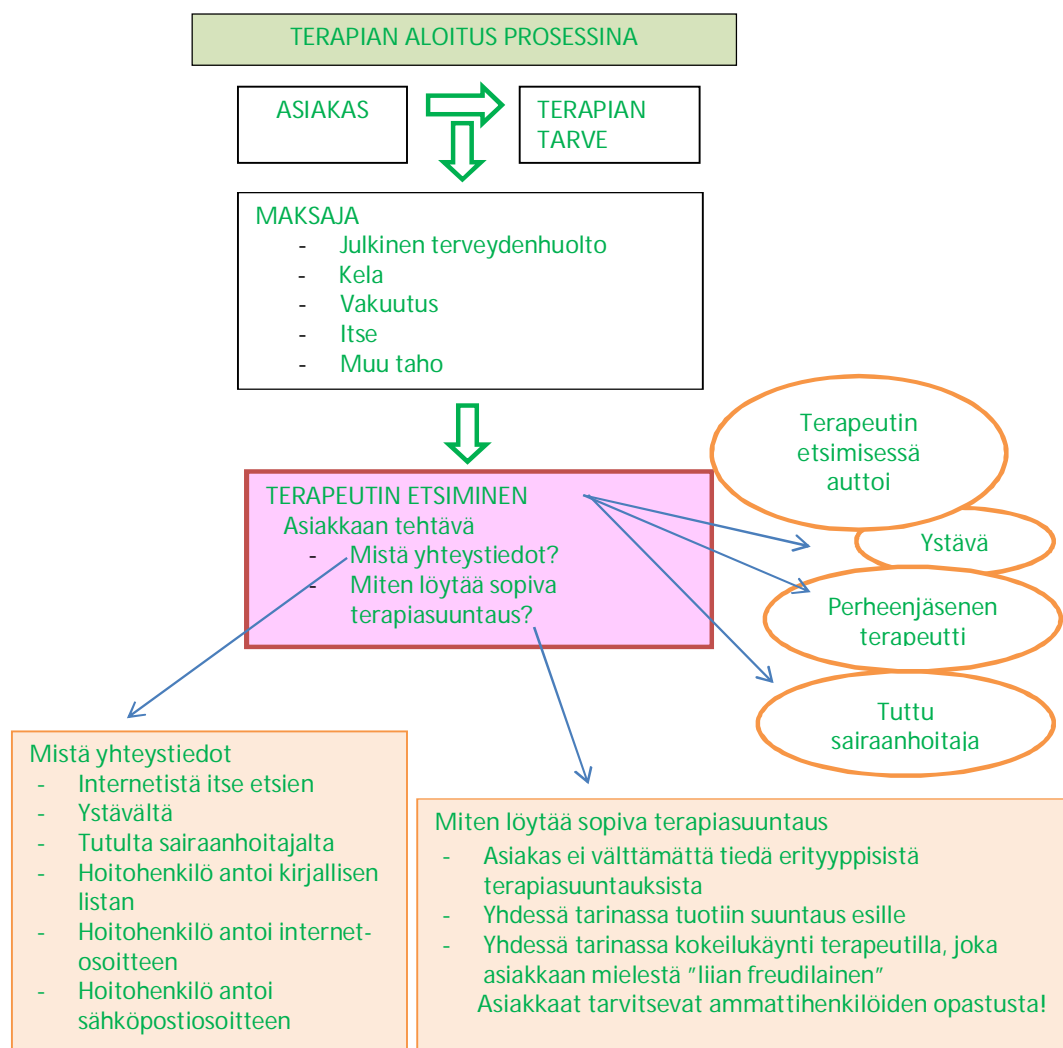 TERAPIAN ALOITUS PROSESSINA
ASIAKAS
TERAPIAN
TARVE
MAKSAJA
- Julkinen terveydenhuolto
- Kela
- Vakuutus
- Itse
- Muu taho
Terapeutin
etsimisessä
auttoi
TERAPEUTIN ETSIMINEN
Asiakkaan tehtävä
- Mistä yhteystiedot?
- Miten löytää sopiva
terapiasuuntaus?
Ystävä
Perheenjäsenen
terapeutti
Tuttu
sairaanhoitaja
Mistä yhteystiedot
- Internetistä itse etsien
- Ystävältä
- Tutulta sairaanhoitajalta
- Hoitohenkilö antoi kirjallisen
listan
- Hoitohenkilö antoi internet-
osoitteen
- Hoitohenkilö antoi
sähköpostiosoitteen
Miten löytää sopiva terapiasuuntaus
- Asiakas ei välttämättä tiedä erityyppisistä
terapiasuuntauksista
- Yhdessä tarinassa tuotiin suuntaus esille
- Yhdessä tarinassa kokeilukäynti terapeutilla, joka
asiakkaan mielestä ”liian freudilainen”
Asiakkaat tarvitsevat ammattihenkilöiden opastusta!